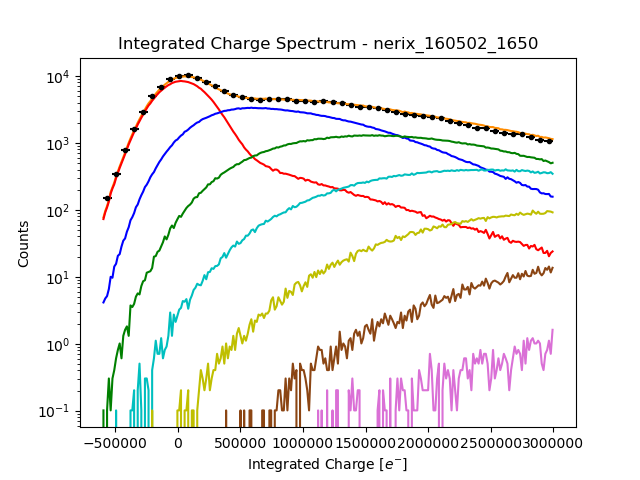 Integrated Charge Spectrum - nerix_160502_1650
Counts
10⁴
10³
10²
10¹
10⁰
10⁻¹
−500000 0 500000 1000000 1500000 2000000 2500000 3000000
Integrated Charge [e⁻]